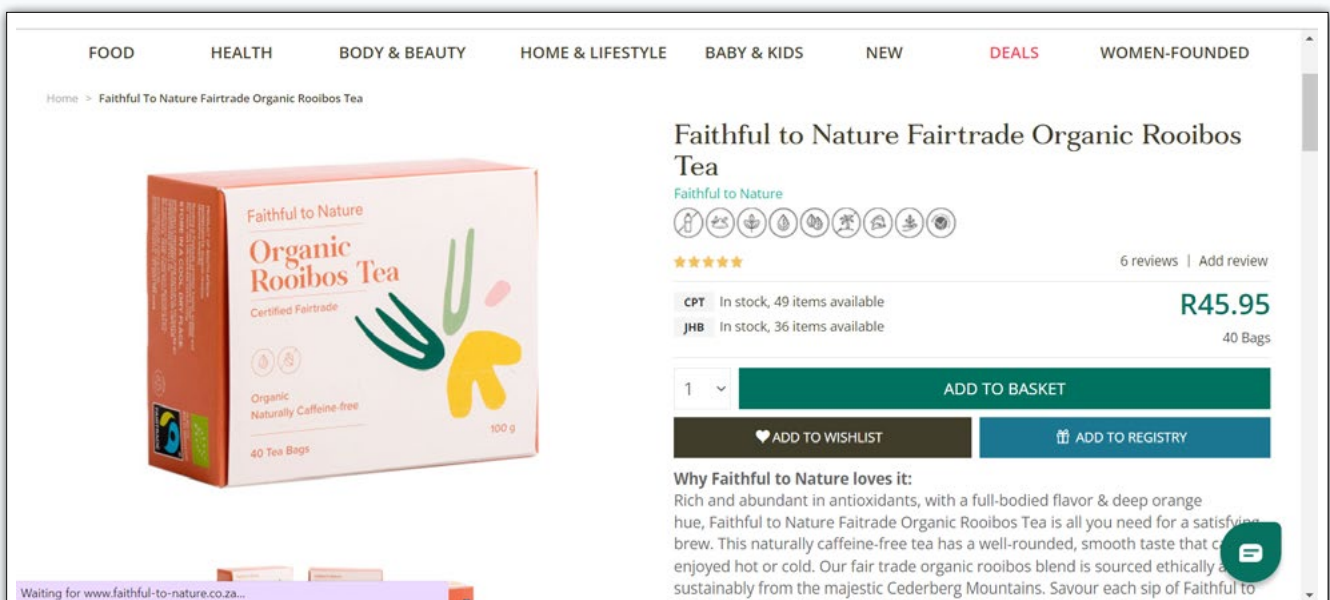 FOOD HEALTH BODY & BEAUTY HOME & LIFESTYLE BABY & KIDS NEW DEALS WOMEN-FOUNDED
Home > Faithful To Nature Fairtrade Organic Rooibos Tea
Faithful to Nature
Organic
Rooibos Tea
Certified Fairtrade
Organic
Naturally Caffeine-free
40 Tea Bags
100 g
STORE IN A COOL, DRY PLACE
FAIRTRADE
Faithful to Nature Fairtrade Organic Rooibos
Tea
Faithful to Nature
6 reviews | Add review
CPT In stock, 49 items available
R45.95
JHB In stock, 36 items available
40 Bags
1 ADD TO BASKET
ADD TO WISHLIST ADD TO REGISTRY
Why Faithful to Nature loves it:
Rich and abundant in antioxidants, with a full-bodied flavor & deep orange
hue, Faithful to Nature Faitrade Organic Rooibos Tea is all you need for a satisfying
brew. This naturally caffeine-free tea has a well-rounded, smooth taste that
enjoyed hot or cold. Our fair trade organic rooibos blend is sourced ethically
sustainably from the majestic Cederberg Mountains. Savour each sip of Faithful to
Waiting for www.faithful-to-nature.co.za...